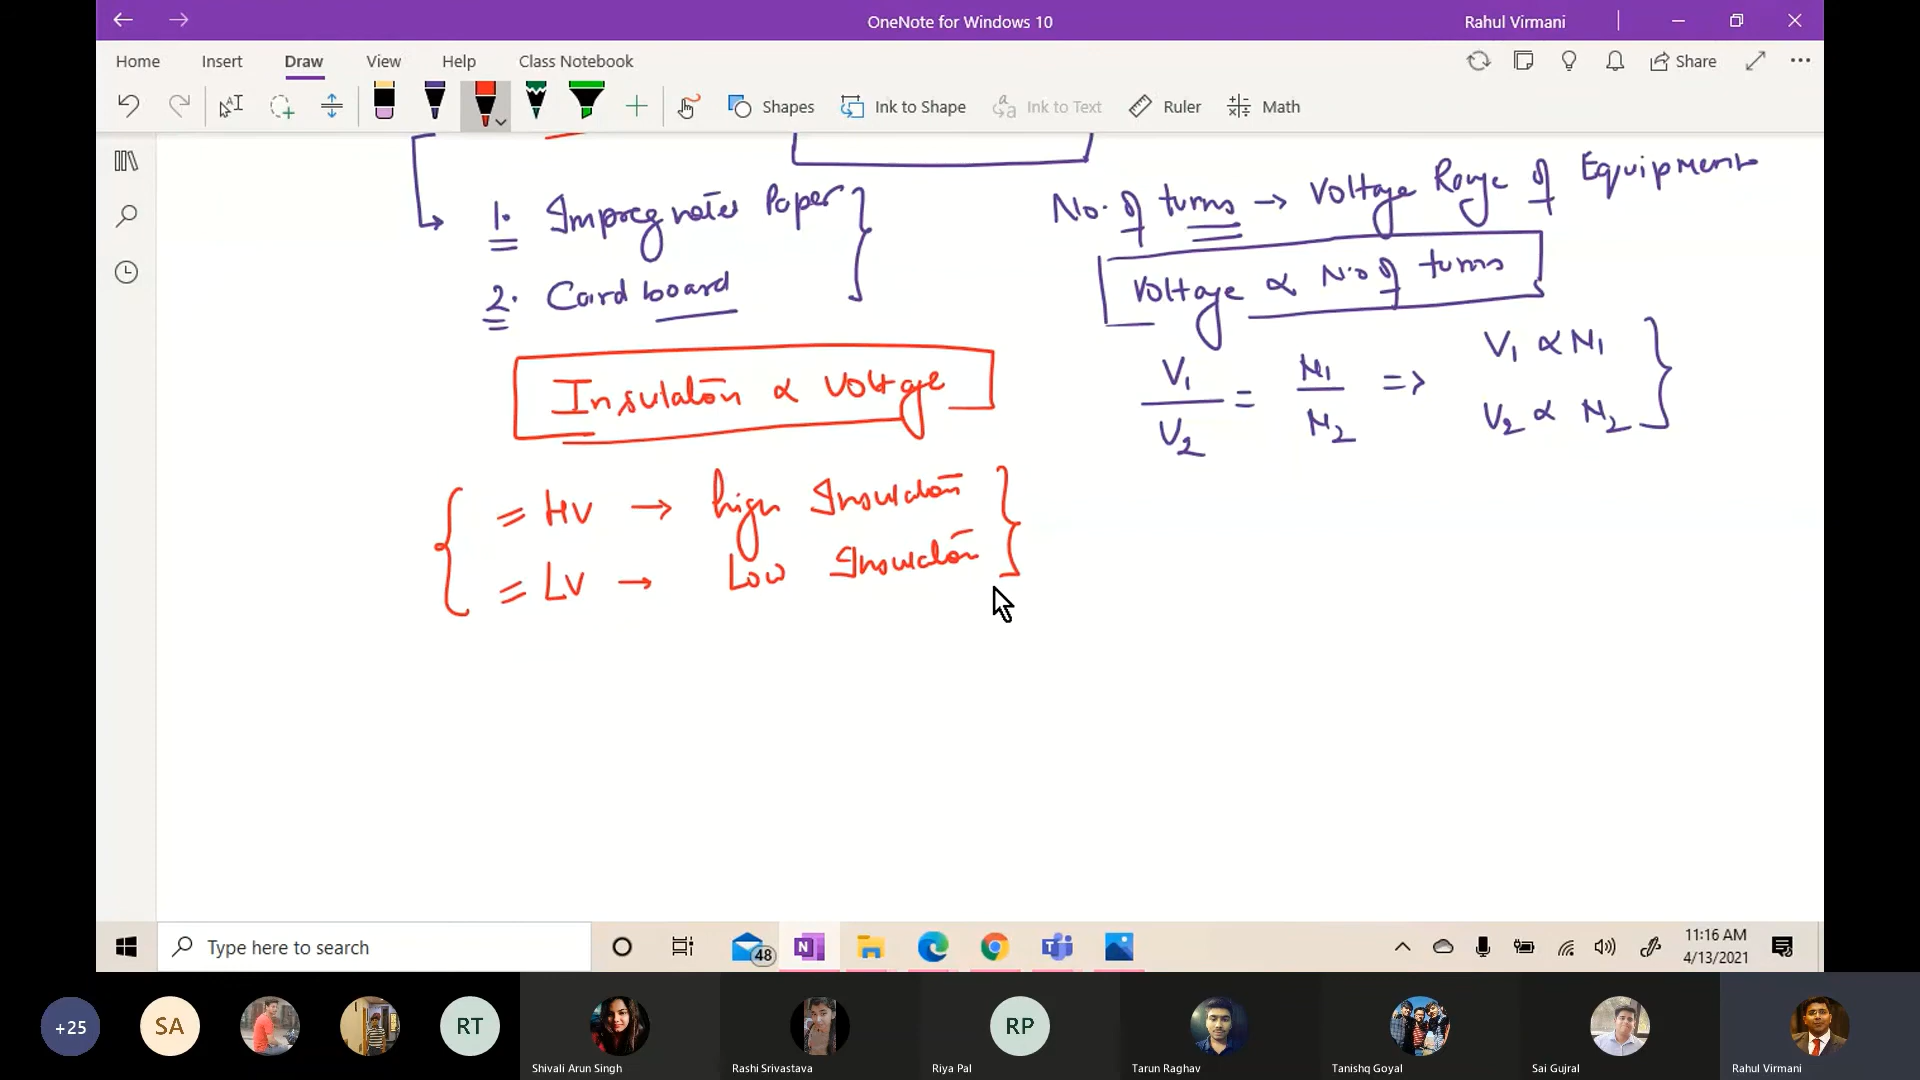 OneNote for Windows 10
Rahul Virmani
Home Insert Draw View Help Class Notebook
Share
Shapes Ink to Shape Ink to Text Ruler Math
1. Impregnates Paper
2. Card board
Insulation ∝ Voltage
= HV → high Insulation
= LV → Low Insulation
No. of turns → Voltage Range of Equipment
Voltage ∝ No of turns
V1/V2 = N1/N2 => V1 ∝ N1
V2 ∝ N2
Type here to search
48
11:16 AM
4/13/2021
+25
SA
RT
RP
Shivali Arun Singh
Rashi Srivastava
Riya Pal
Tarun Raghav
Tanishq Goyal
Sai Gujral
Rahul Virmani